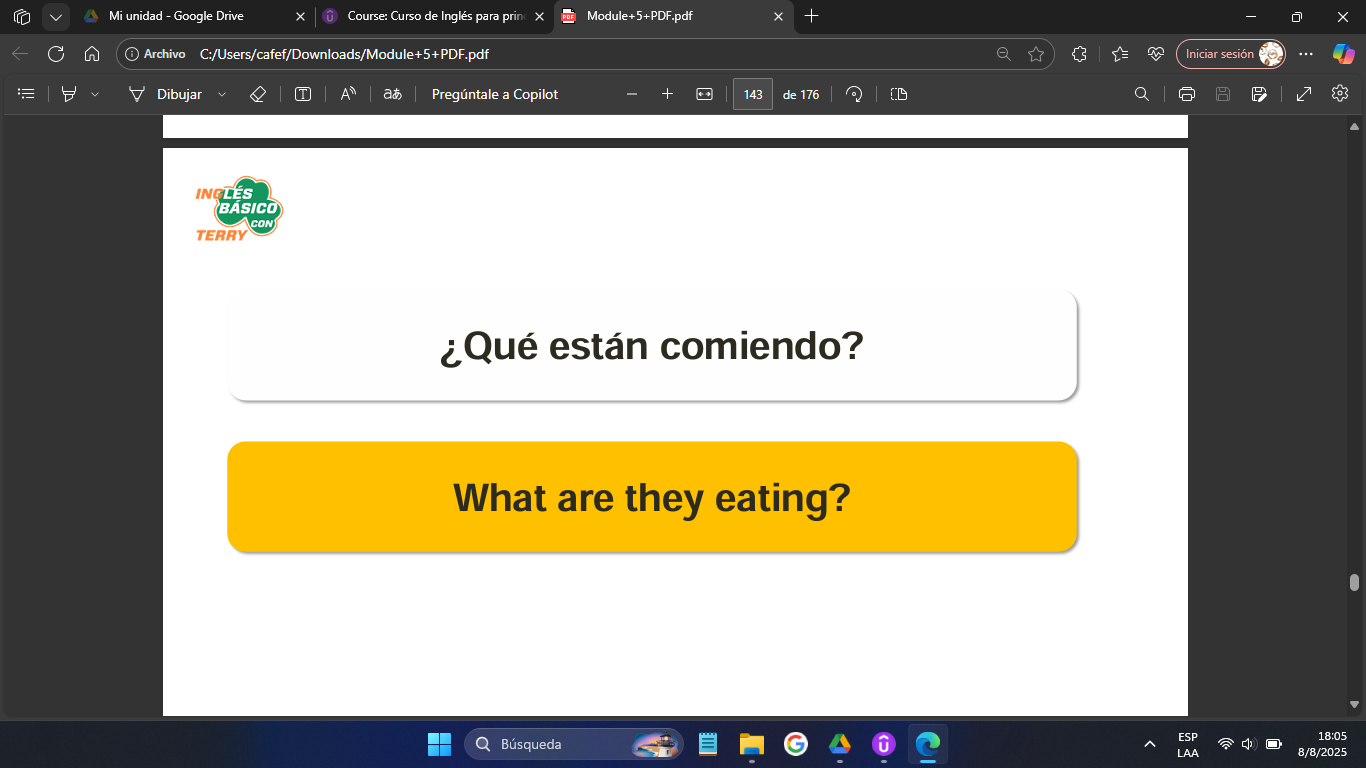 Mi unidad - Google Drive
Course: Curso de Inglés para prin
Module+5+PDF.pdf
Archivo
C:/Users/cafef/Downloads/Module+5+PDF.pdf
Iniciar sesión
Dibujar
aあ
Pregúntale a Copilot
143
de 176
INGLÉS
BÁSICO
CON
TERRY
¿Qué están comiendo?
What are they eating?
Búsqueda
ESP
LAA
18:05
8/8/2025